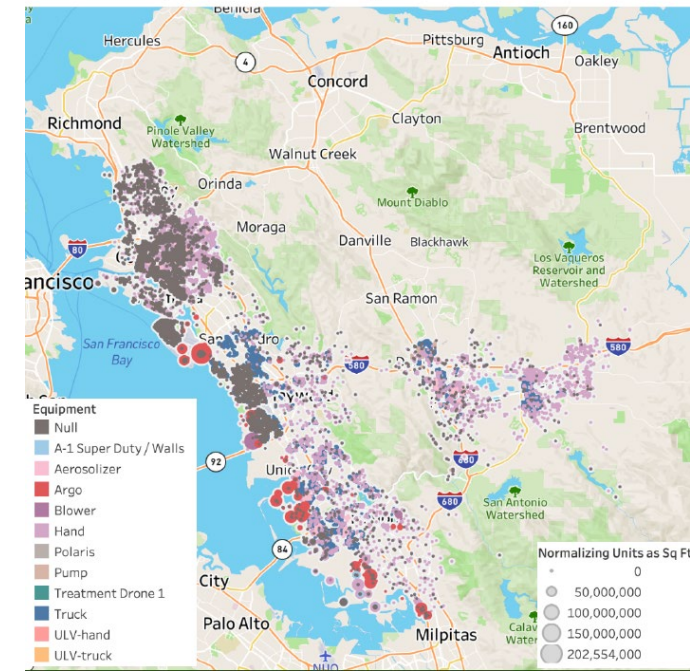 Benicia
160
Hercules
4
Pittsburg
Antioch
Oakley
Concord
Richmond
Pinole Valley
Watershed
Clayton
Brentwood
Walnut Creek
Orinda
Mount Diablo
Moraga
80
Danville
Blackhawk
Los Vaqueros
Reservoir and
Watershed
ancisco
San Ramon
San Francisco
Bay
580
680
Equipment
Null
A-1 Super Duty / Walls
Aerosolizer
Argo
Blower
Hand
Polaris
Pump
Treatment Drone 1
Truck
ULV-hand
ULV-truck
92
680
680
San Antonio
Watershed
84
Normalizing Units as Sq Ft
0
50,000,000
100,000,000
150,000,000
202,554,000
City
Palo Alto
Milpitas
Calav
Water